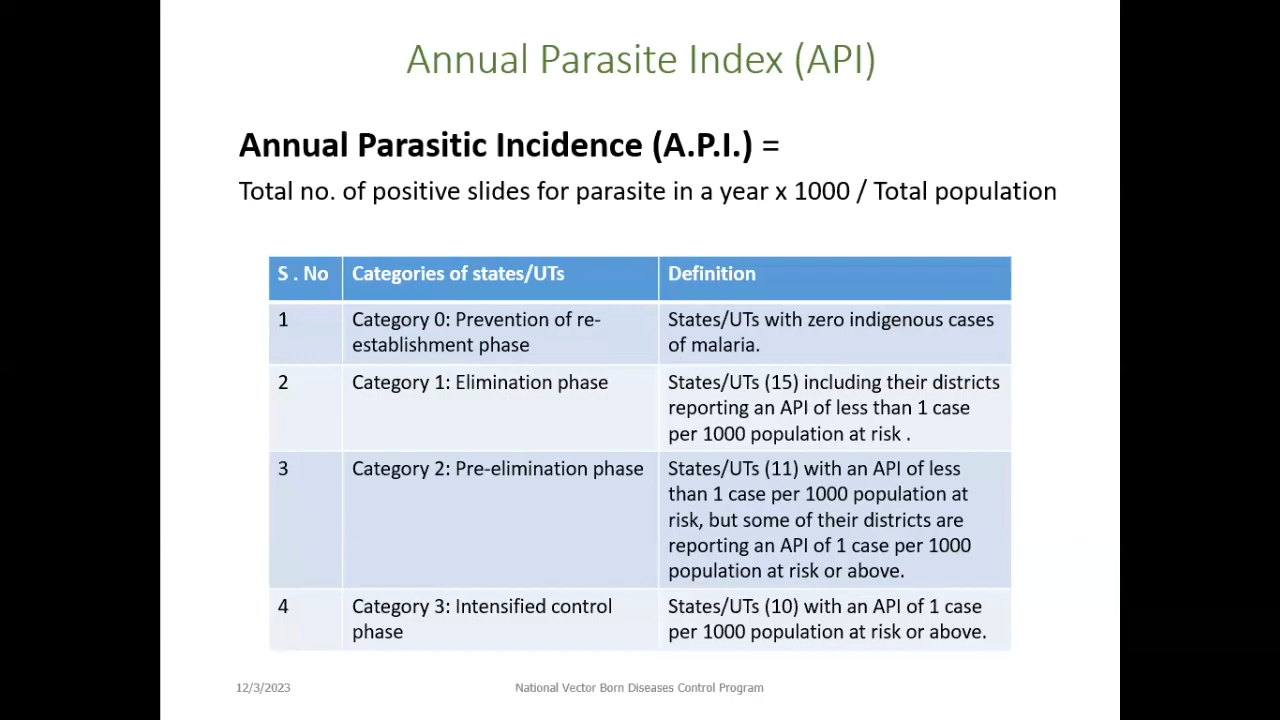 Annual Parasite Index (API)
Annual Parasitic Incidence (A.P.I.) =
Total no. of positive slides for parasite in a year x 1000 / Total population
S . No Categories of states/UTs Definition
1 Category 0: Prevention of re- States/UTs with zero indigenous cases
establishment phase of malaria.
2 Category 1: Elimination phase States/UTs (15) including their districts
reporting an API of less than 1 case
per 1000 population at risk .
3 Category 2: Pre-elimination phase States/UTs (11) with an API of less
than 1 case per 1000 population at
risk, but some of their districts are
reporting an API of 1 case per 1000
population at risk or above.
4 Category 3: Intensified control States/UTs (10) with an API of 1 case
phase per 1000 population at risk or above.
12/3/2023 National Vector Born Diseases Control Program